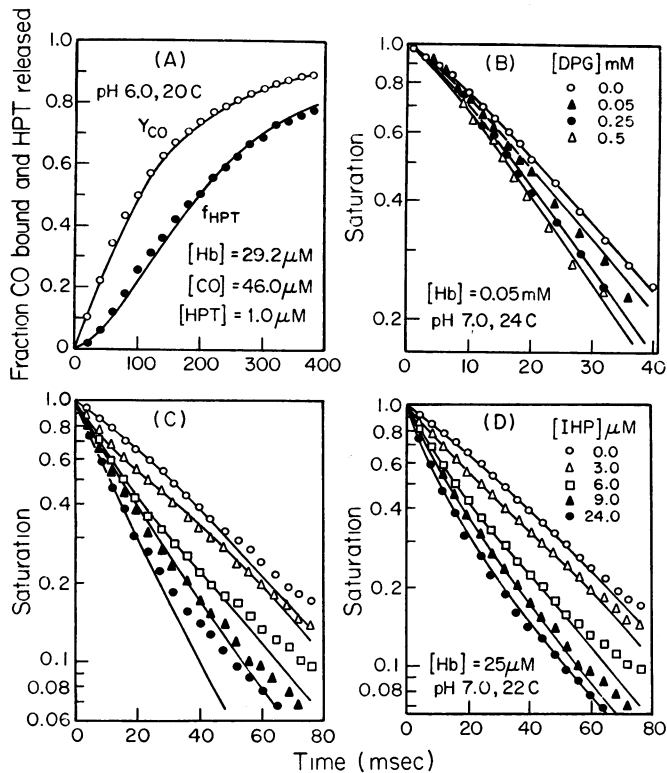 Fraction CO bound and HPT released
1.0
0.8
0.6
0.4
0.2
0
0
100
200
300
400
(A)
pH 6.0, 20 C
Y_CO
f_HPT
[Hb] = 29.2 μM
[CO] = 46.0 μM
[HPT] = 1.0 μM
Saturation
1.0
0.8
0.6
0.4
0.2
0
10
20
30
40
(B)
[DPG] mM
0.0
0.05
0.25
0.5
[Hb] = 0.05 mM
pH 7.0, 24 C
Saturation
1.0
0.8
0.6
0.4
0.2
0.1
0.08
0.06
0
20
40
60
80
(C)
Saturation
1.0
0.8
0.6
0.4
0.2
0.1
0.08
0
20
40
60
80
(D)
[IHP] μM
0.0
3.0
6.0
9.0
24.0
[Hb] = 25 μM
pH 7.0, 22 C
Time (msec)